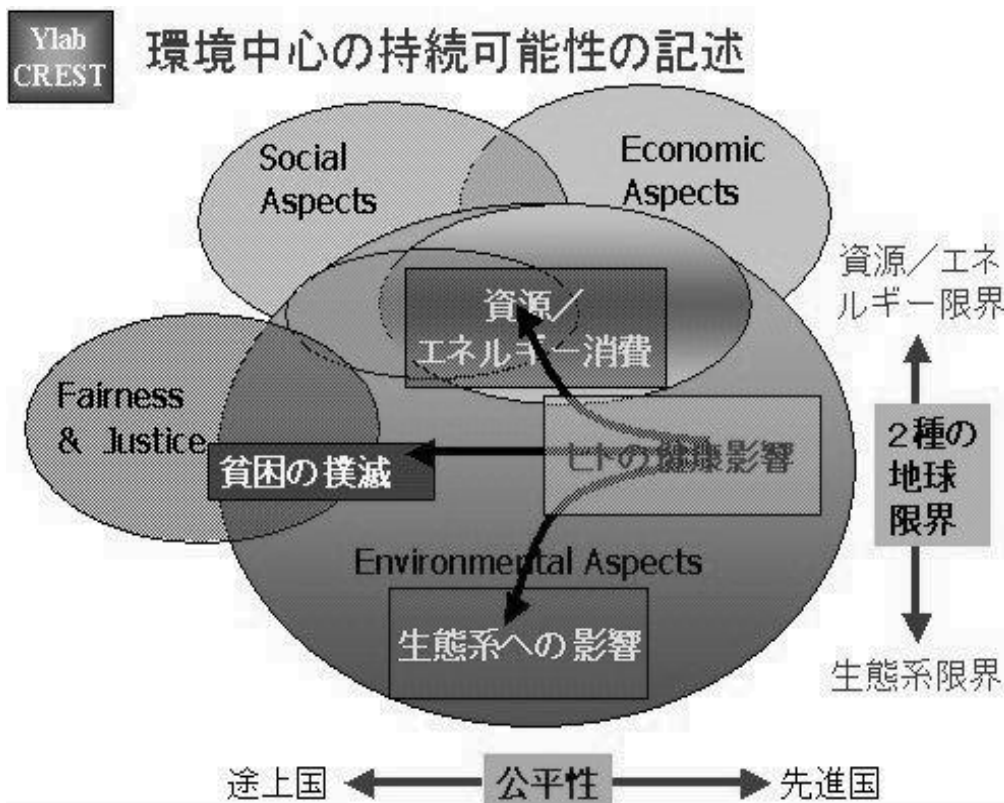 Ylab
CREST
環境中心の持続可能性の記述
Social
Aspects
Economic
Aspects
資源／エネ
ルギー限界
資源／
エネルギー消費
Fairness
& Justice
貧困の撲滅
ヒトの健康影響
2種の
地球
限界
Environmental Aspects
生態系への影響
生態系限界
途上国
公平性
先進国